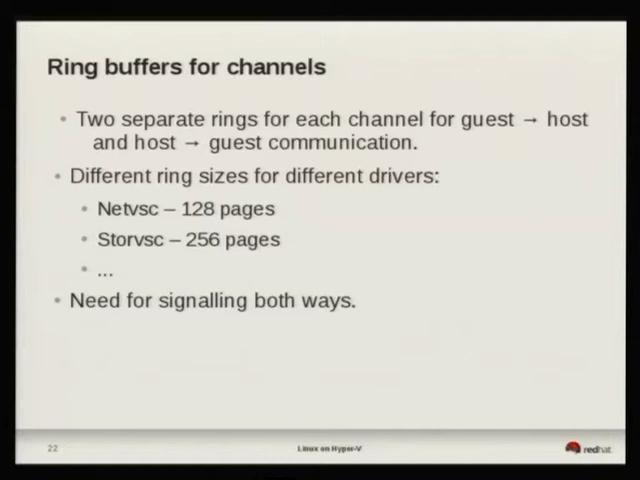 Ring buffers for channels
• Two separate rings for each channel for guest → host
and host → guest communication.
• Different ring sizes for different drivers:
• Netvsc – 128 pages
• Storvsc – 256 pages
• ...
• Need for signalling both ways.
22
Linux on Hyper-V
redhat